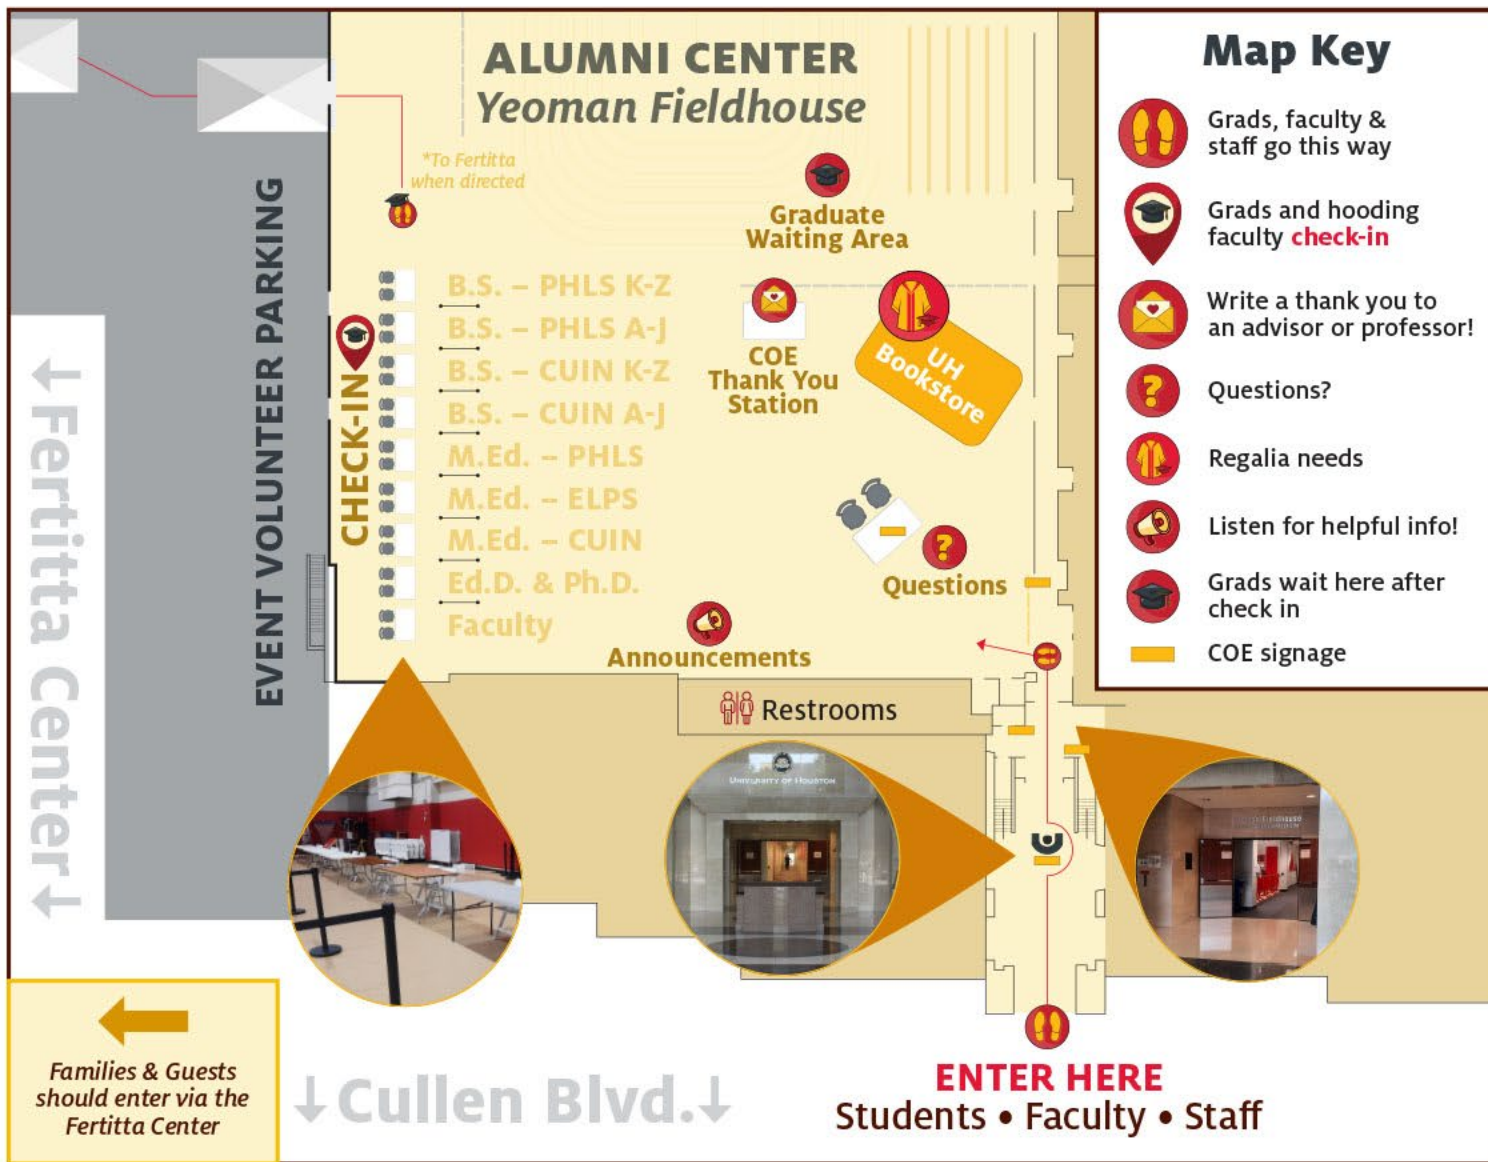 ALUMNI CENTER
Yeoman Fieldhouse
*To Fertitta
when directed
Graduate
Waiting Area
B.S. – PHLS K-Z
B.S. – PHLS A-J
B.S. – CUIN K-Z
B.S. – CUIN A-J
M.Ed. – PHLS
M.Ed. – ELPS
M.Ed. – CUIN
Ed.D. & Ph.D.
Faculty
CHECK-IN
EVENT VOLUNTEER PARKING
↓ Fertitta Center ↓
COE
Thank You
Station
UH
Bookstore
Questions
Announcements
Restrooms
UNIVERSITY OF HOUSTON
Map Key
Grads, faculty &
staff go this way
Grads and hooding
faculty check-in
Write a thank you to
an advisor or professor!
Questions?
Regalia needs
Listen for helpful info!
Grads wait here after
check in
COE signage
Families & Guests
should enter via the
Fertitta Center
↓Cullen Blvd.↓
ENTER HERE
Students • Faculty • Staff